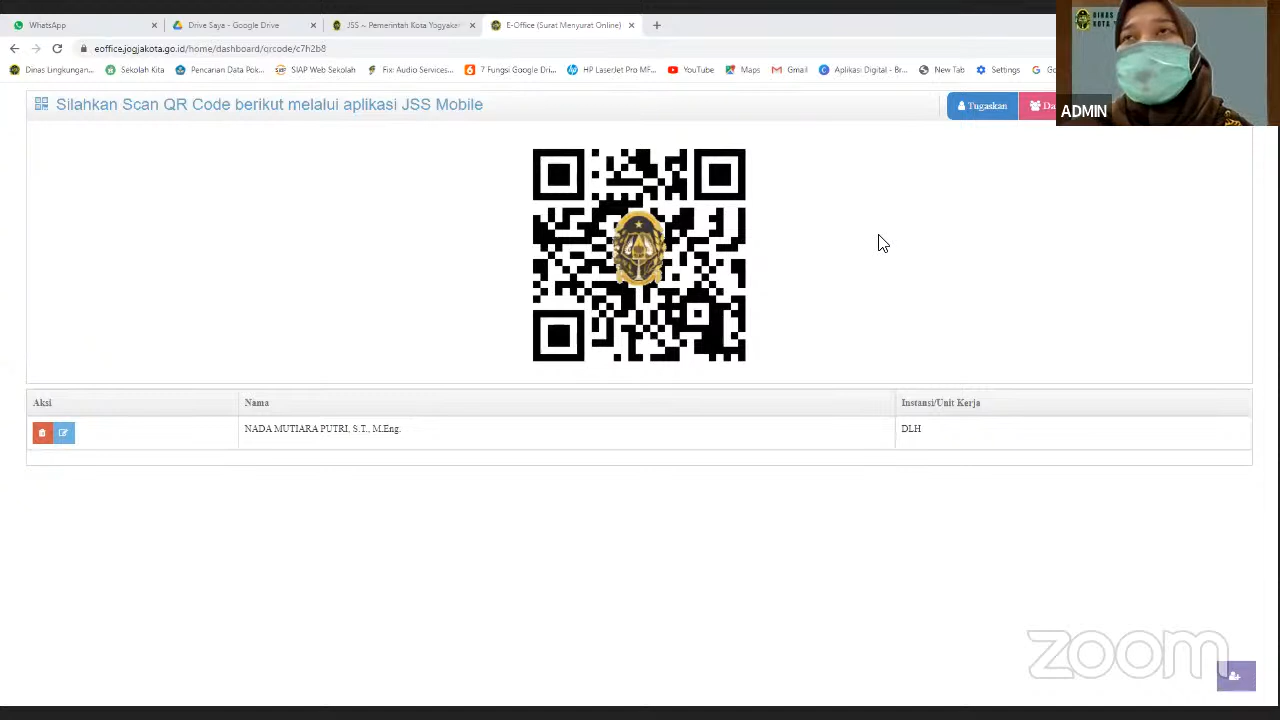 WhatsApp
Drive Saya - Google Drive
JSS ~ Pemerintah Kota Yogyakar
E-Office (Surat Menyurat Online)
eoffice.jogjakota.go.id/home/dashboard/qrcode/c7h2b8
Dinas Lingkungan...
Sekolah Kita
Pencarian Data Pok...
SIAP Web Sekolah
Fix: Audio Services...
7 Fungsi Google Dri...
HP LaserJet Pro MF...
YouTube
Maps
Gmail
Aplikasi Digital - Br...
New Tab
Settings
DINAS
KOTA
ADMIN
Silahkan Scan QR Code berikut melalui aplikasi JSS Mobile
Tugaskan
Da
Aksi Nama Instansi/Unit Kerja
NADA MUTIARA PUTRI, S.T., M.Eng. DLH
zoom